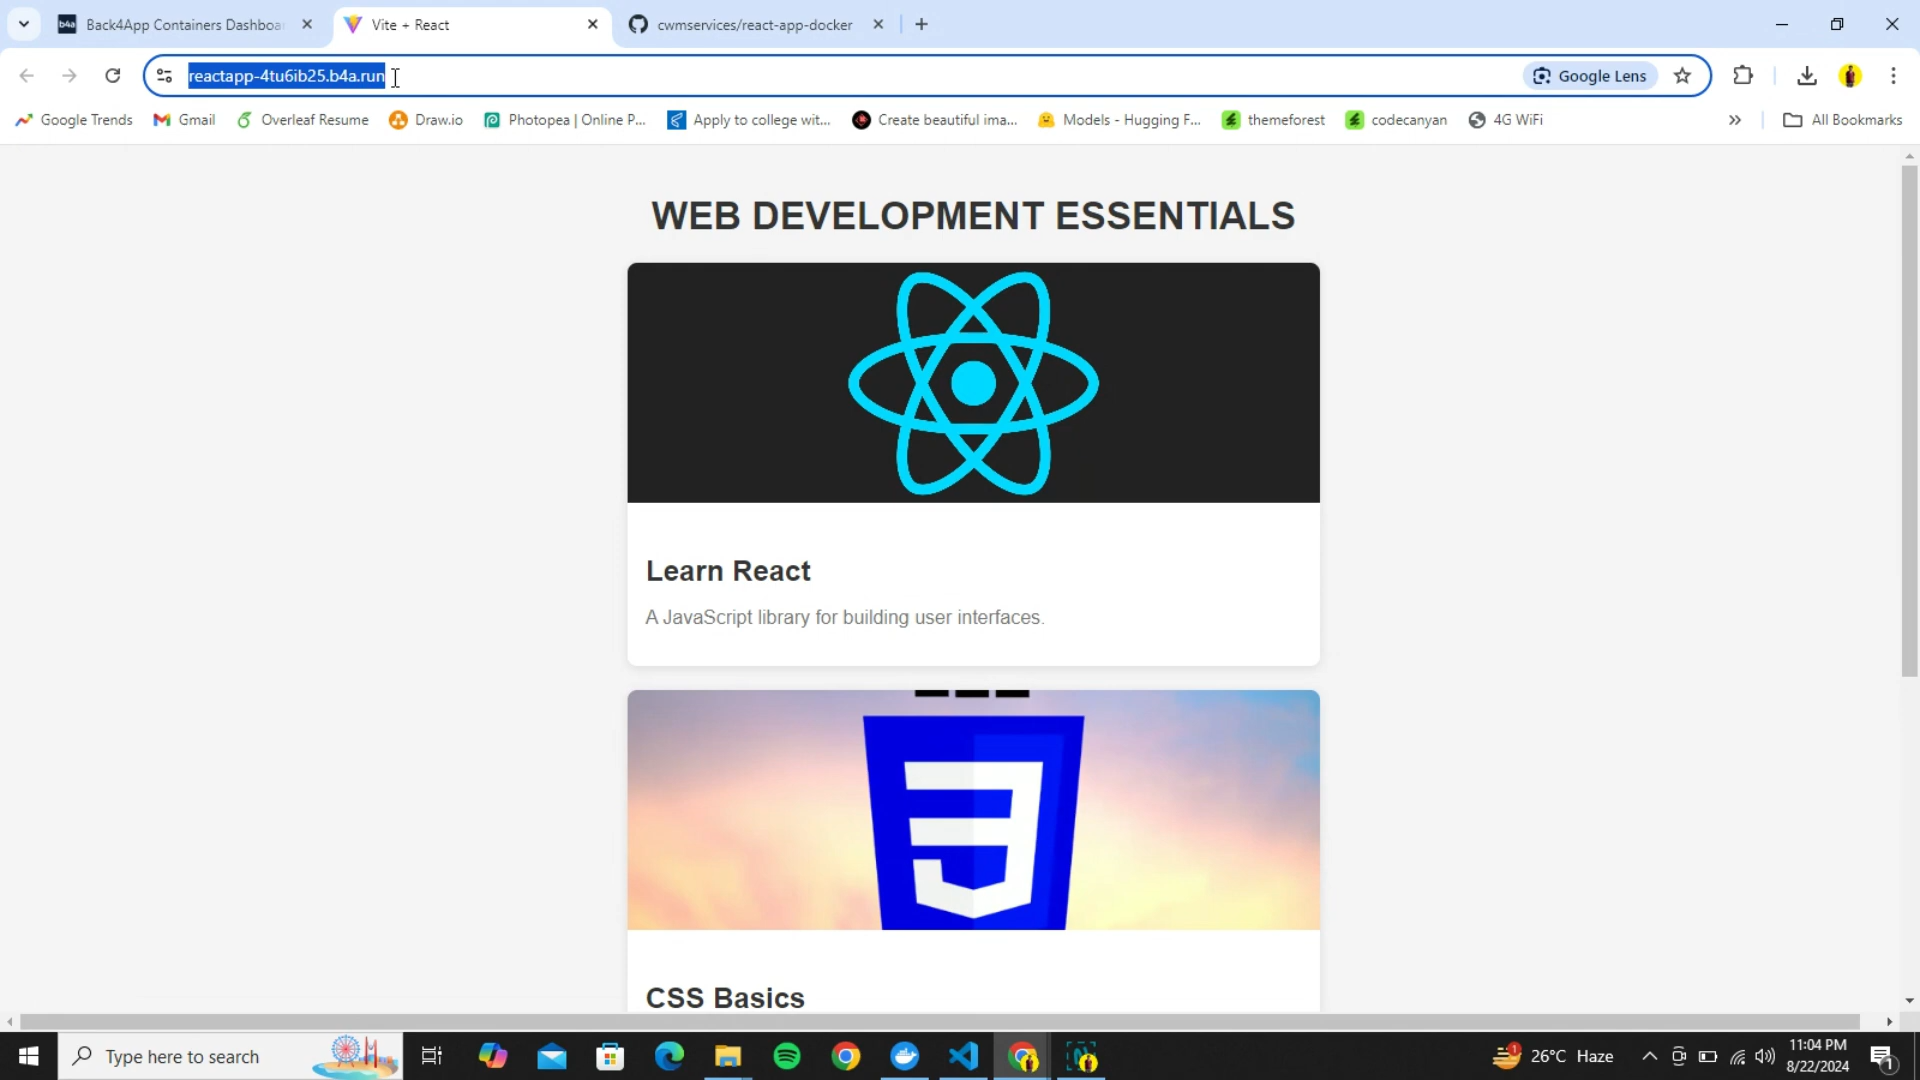 Back4App Containers Dashboar
Vite + React
cwmservices/react-app-docker
reactapp-4tu6ib25.b4a.run
Google Lens
Google Trends
Gmail
Overleaf Resume
Draw.io
Photopea | Online P...
Apply to college wit...
Create beautiful ima...
Models - Hugging F...
themeforest
codecanyan
4G WiFi
All Bookmarks
WEB DEVELOPMENT ESSENTIALS
Learn React
A JavaScript library for building user interfaces.
CSS Basics
Type here to search
26°C Haze
11:04 PM
8/22/2024